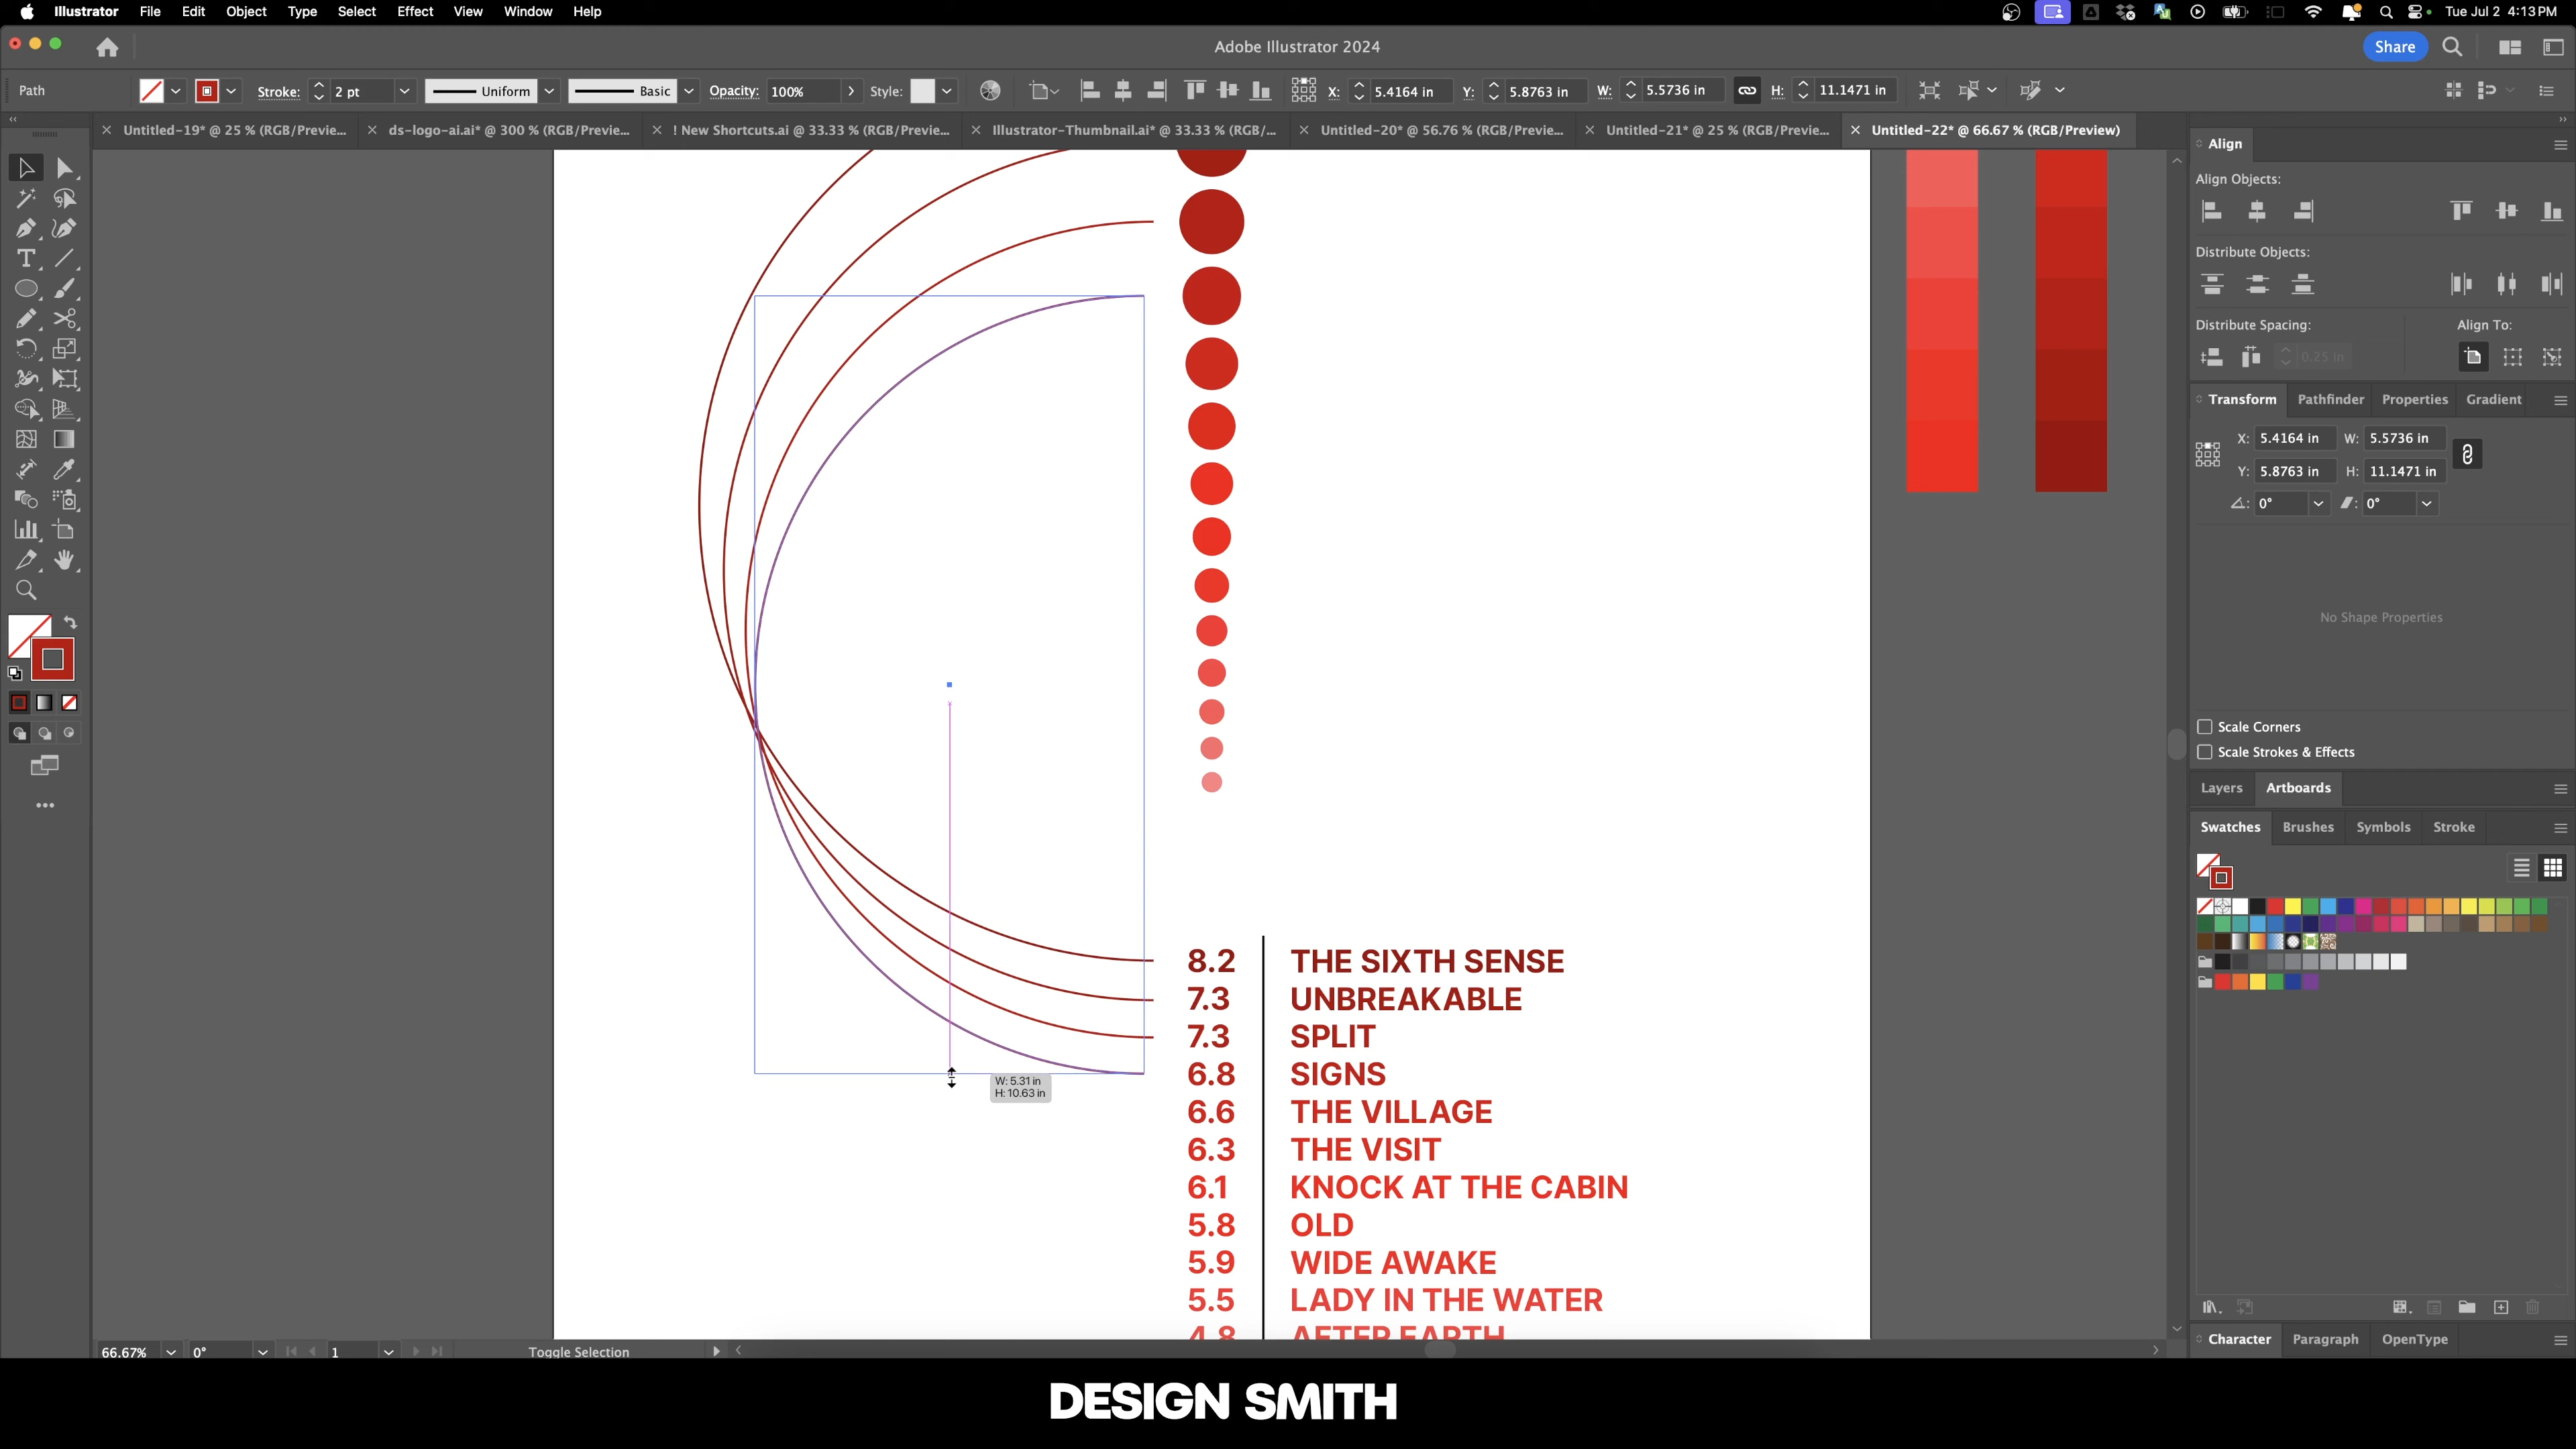 Illustrator File Edit Object Type Select Effect View Window Help
Tue Jul 2 4:13 PM
Adobe Illustrator 2024
Share
Path
Stroke: 2 pt
Uniform
Basic
Opacity: 100%
Style:
X: 5.4164 in
Y: 5.8763 in
W: 5.5736 in
H: 11.1471 in
Untitled-19* @ 25 % (RGB/Previe...
ds-logo-ai.ai* @ 300 % (RGB/Previe...
! New Shortcuts.ai @ 33.33 % (RGB/Previe...
Illustrator-Thumbnail.ai* @ 33.33 % (RGB/...
Untitled-20* @ 56.76 % (RGB/Previe...
Untitled-21* @ 25 % (RGB/Previe...
Untitled-22* @ 66.67 % (RGB/Preview)
Align
Align Objects:
Distribute Objects:
Distribute Spacing:
Align To:
0.25 in
Transform Pathfinder Properties Gradient
X: 5.4164 in W: 5.5736 in
Y: 5.8763 in H: 11.1471 in
0° 0°
No Shape Properties
Scale Corners
Scale Strokes & Effects
Layers Artboards
Swatches Brushes Symbols Stroke
Character Paragraph OpenType
W: 5.31 in
H: 10.63 in
8.2 THE SIXTH SENSE
7.3 UNBREAKABLE
7.3 SPLIT
6.8 SIGNS
6.6 THE VILLAGE
6.3 THE VISIT
6.1 KNOCK AT THE CABIN
5.8 OLD
5.9 WIDE AWAKE
5.5 LADY IN THE WATER
4.8 AFTER EARTH
66.67% 0° 1 Toggle Selection
DESIGN SMITH